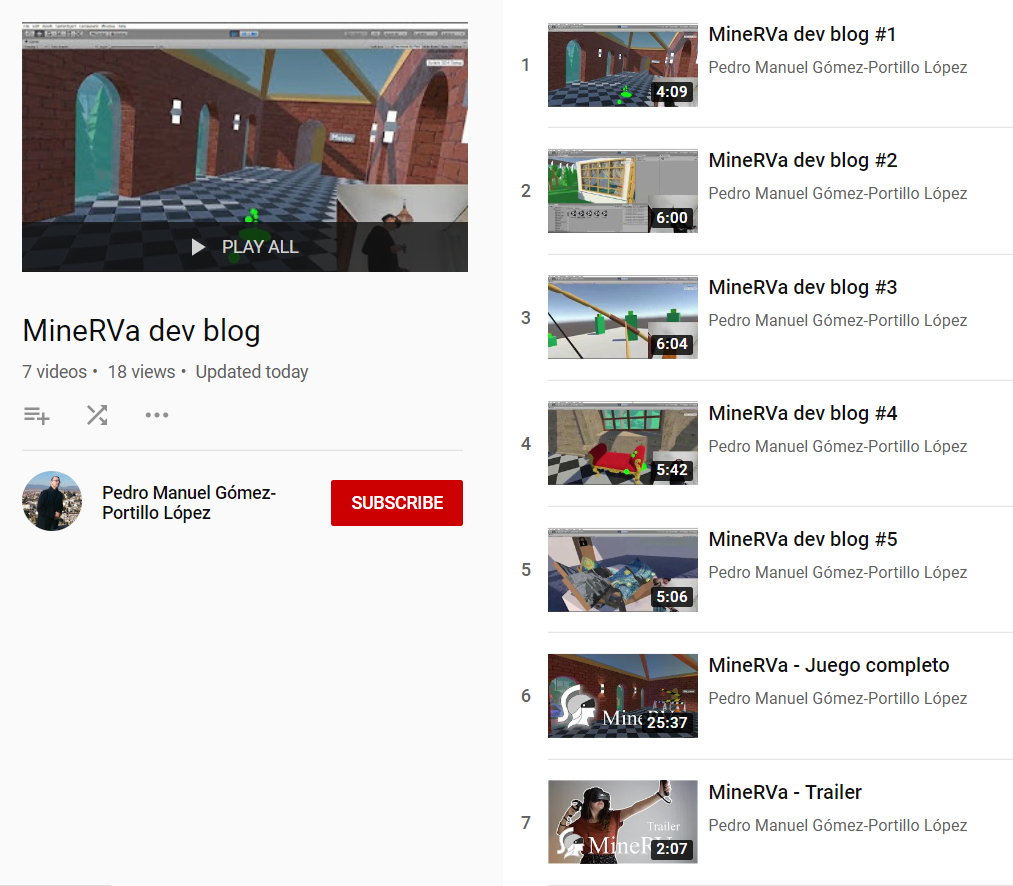 PLAY ALL
MineRVa dev blog
7 videos • 18 views • Updated today
Pedro Manuel Gómez-
Portillo López
SUBSCRIBE
1
MineRVa dev blog #1
Pedro Manuel Gómez-Portillo López
4:09
2
MineRVa dev blog #2
Pedro Manuel Gómez-Portillo López
6:00
3
MineRVa dev blog #3
Pedro Manuel Gómez-Portillo López
6:04
4
MineRVa dev blog #4
Pedro Manuel Gómez-Portillo López
5:42
5
MineRVa dev blog #5
Pedro Manuel Gómez-Portillo López
5:06
6
MineRVa - Juego completo
Pedro Manuel Gómez-Portillo López
25:37
7
MineRVa - Trailer
Pedro Manuel Gómez-Portillo López
Trailer
2:07